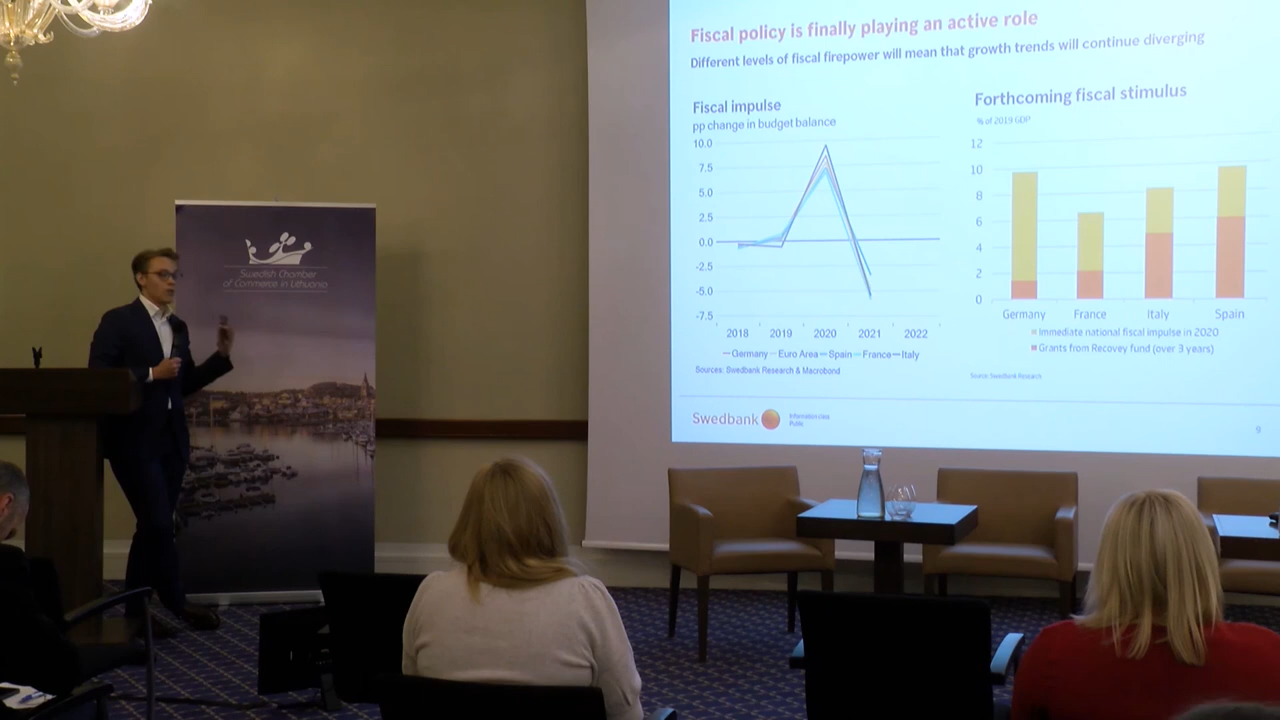 Fiscal policy is finally playing an active role
Different levels of fiscal firepower will mean that growth trends will continue diverging
Fiscal impulse
pp change in budget balance
10.0
7.5
5.0
2.5
0.0
-2.5
-5.0
-7.5
2018 2019 2020 2021 2022
Germany Euro Area Spain France Italy
Sources: Swedbank Research & Macrobond
Forthcoming fiscal stimulus
% of 2019 GDP
12
10
8
6
4
2
0
Germany France Italy Spain
Immediate national fiscal impulse in 2020
Grants from Recovey fund (over 3 years)
Source: Swedbank Research
Swedbank
Information class
Public
9
Swedish Chamber
of Commerce in Lithuania